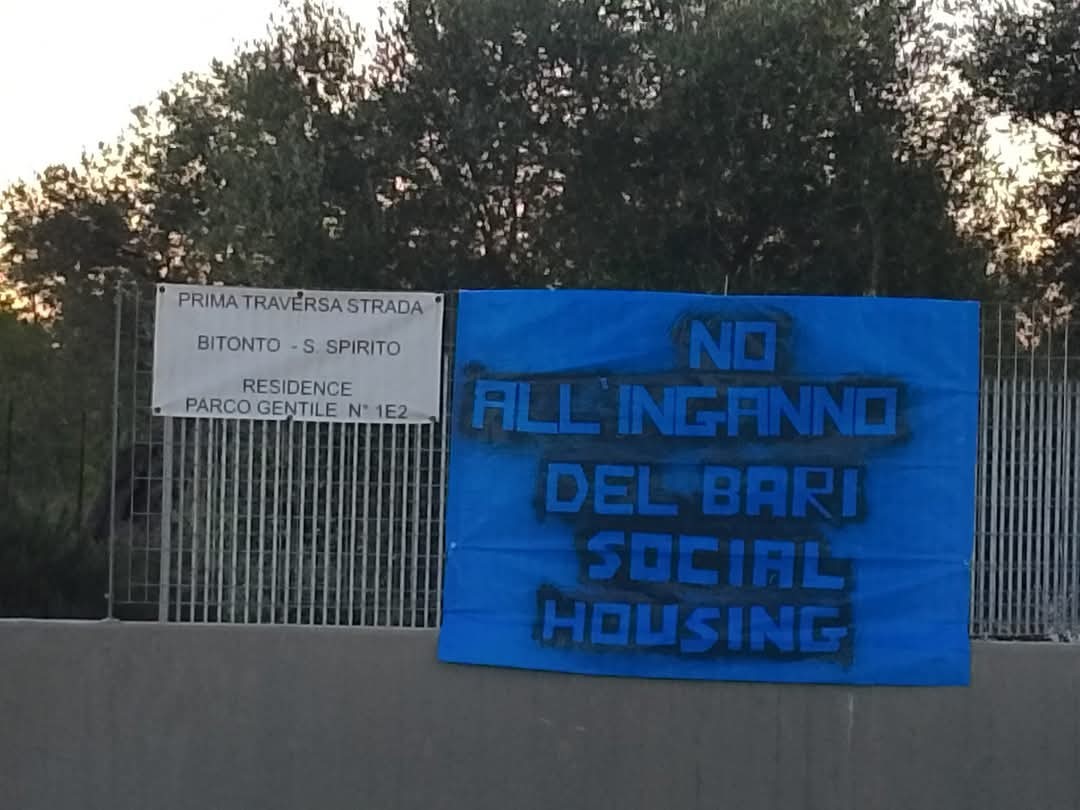 PRIMA TRAVERSA STRADA
BITONTO - S. SPIRITO
RESIDENCE
PARCO GENTILE N° 1E2
NO
ALL'INGANNO
DEL BARI
SOCIAL
HOUSING